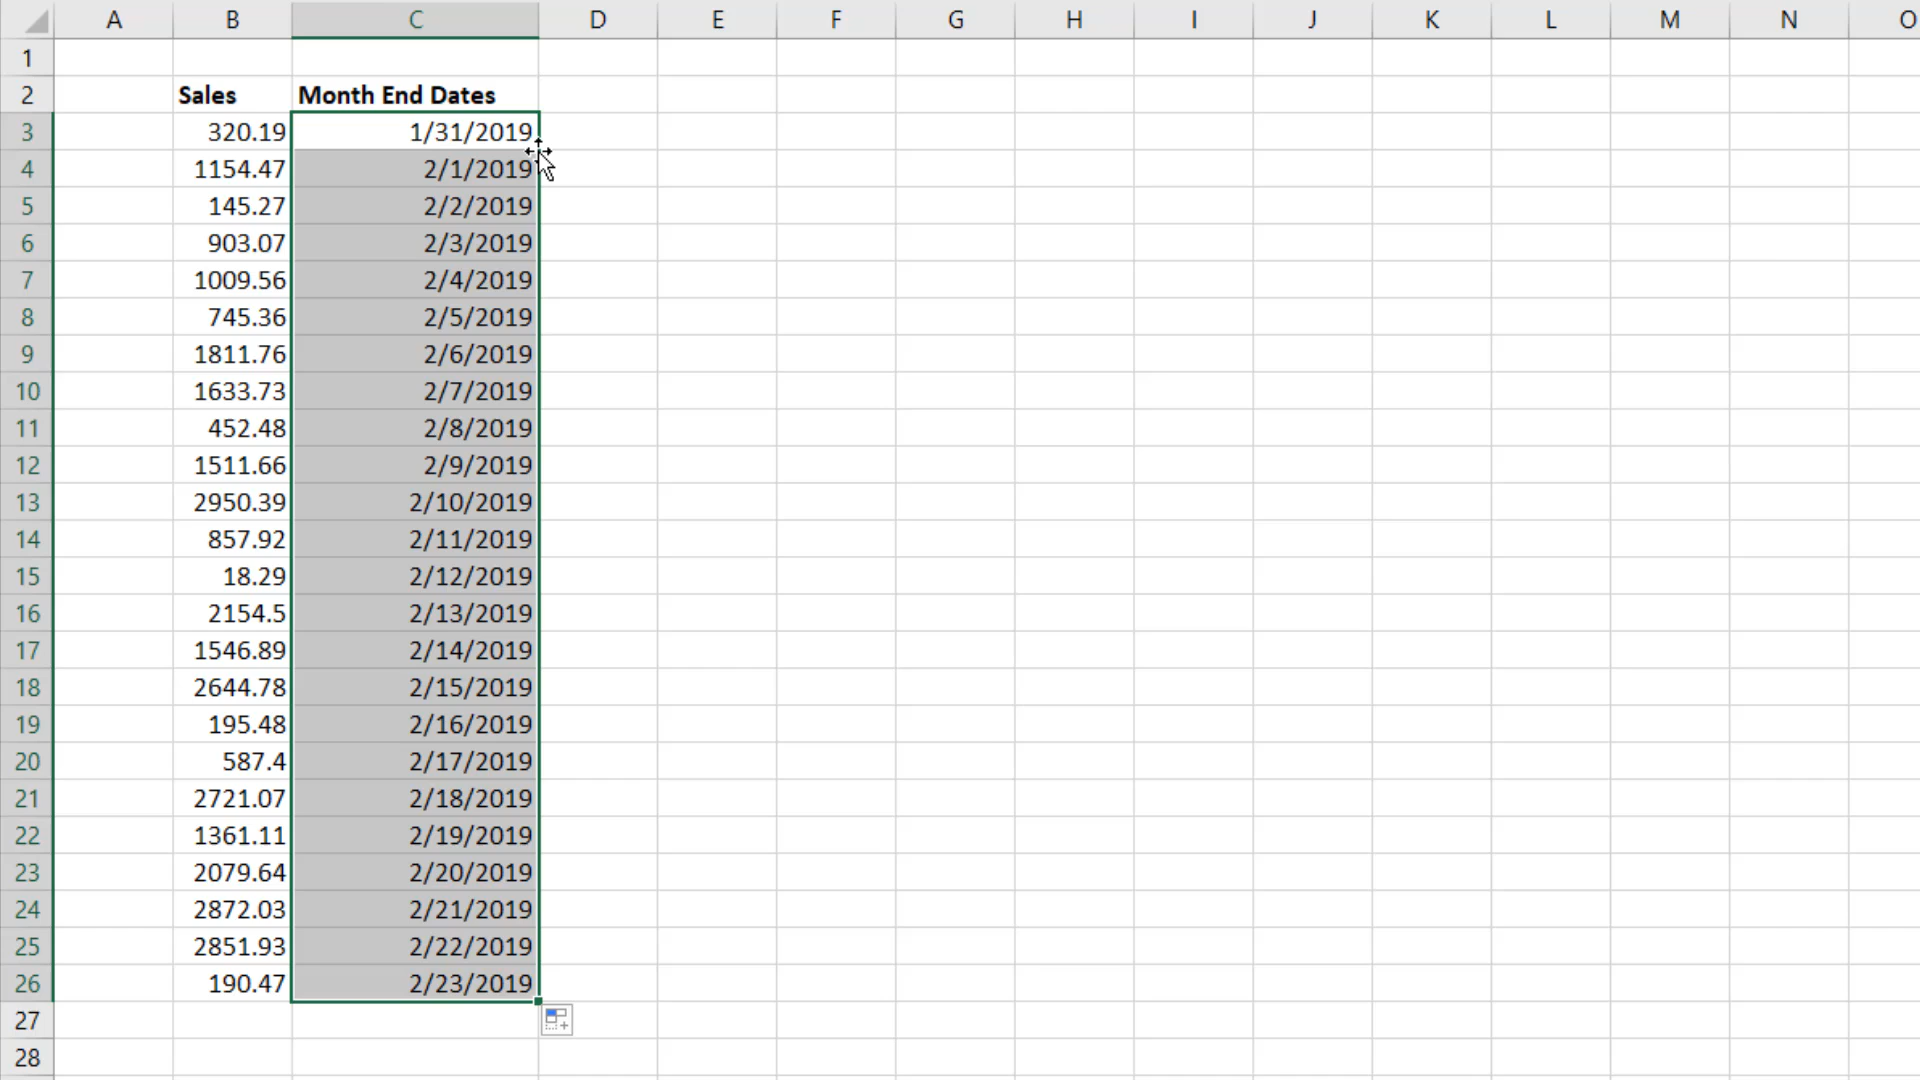 A B C D E F G H I J K L M N O
1
2 Sales Month End Dates
3 320.19 1/31/2019
4 1154.47 2/1/2019
5 145.27 2/2/2019
6 903.07 2/3/2019
7 1009.56 2/4/2019
8 745.36 2/5/2019
9 1811.76 2/6/2019
10 1633.73 2/7/2019
11 452.48 2/8/2019
12 1511.66 2/9/2019
13 2950.39 2/10/2019
14 857.92 2/11/2019
15 18.29 2/12/2019
16 2154.5 2/13/2019
17 1546.89 2/14/2019
18 2644.78 2/15/2019
19 195.48 2/16/2019
20 587.4 2/17/2019
21 2721.07 2/18/2019
22 1361.11 2/19/2019
23 2079.64 2/20/2019
24 2872.03 2/21/2019
25 2851.93 2/22/2019
26 190.47 2/23/2019
27
28